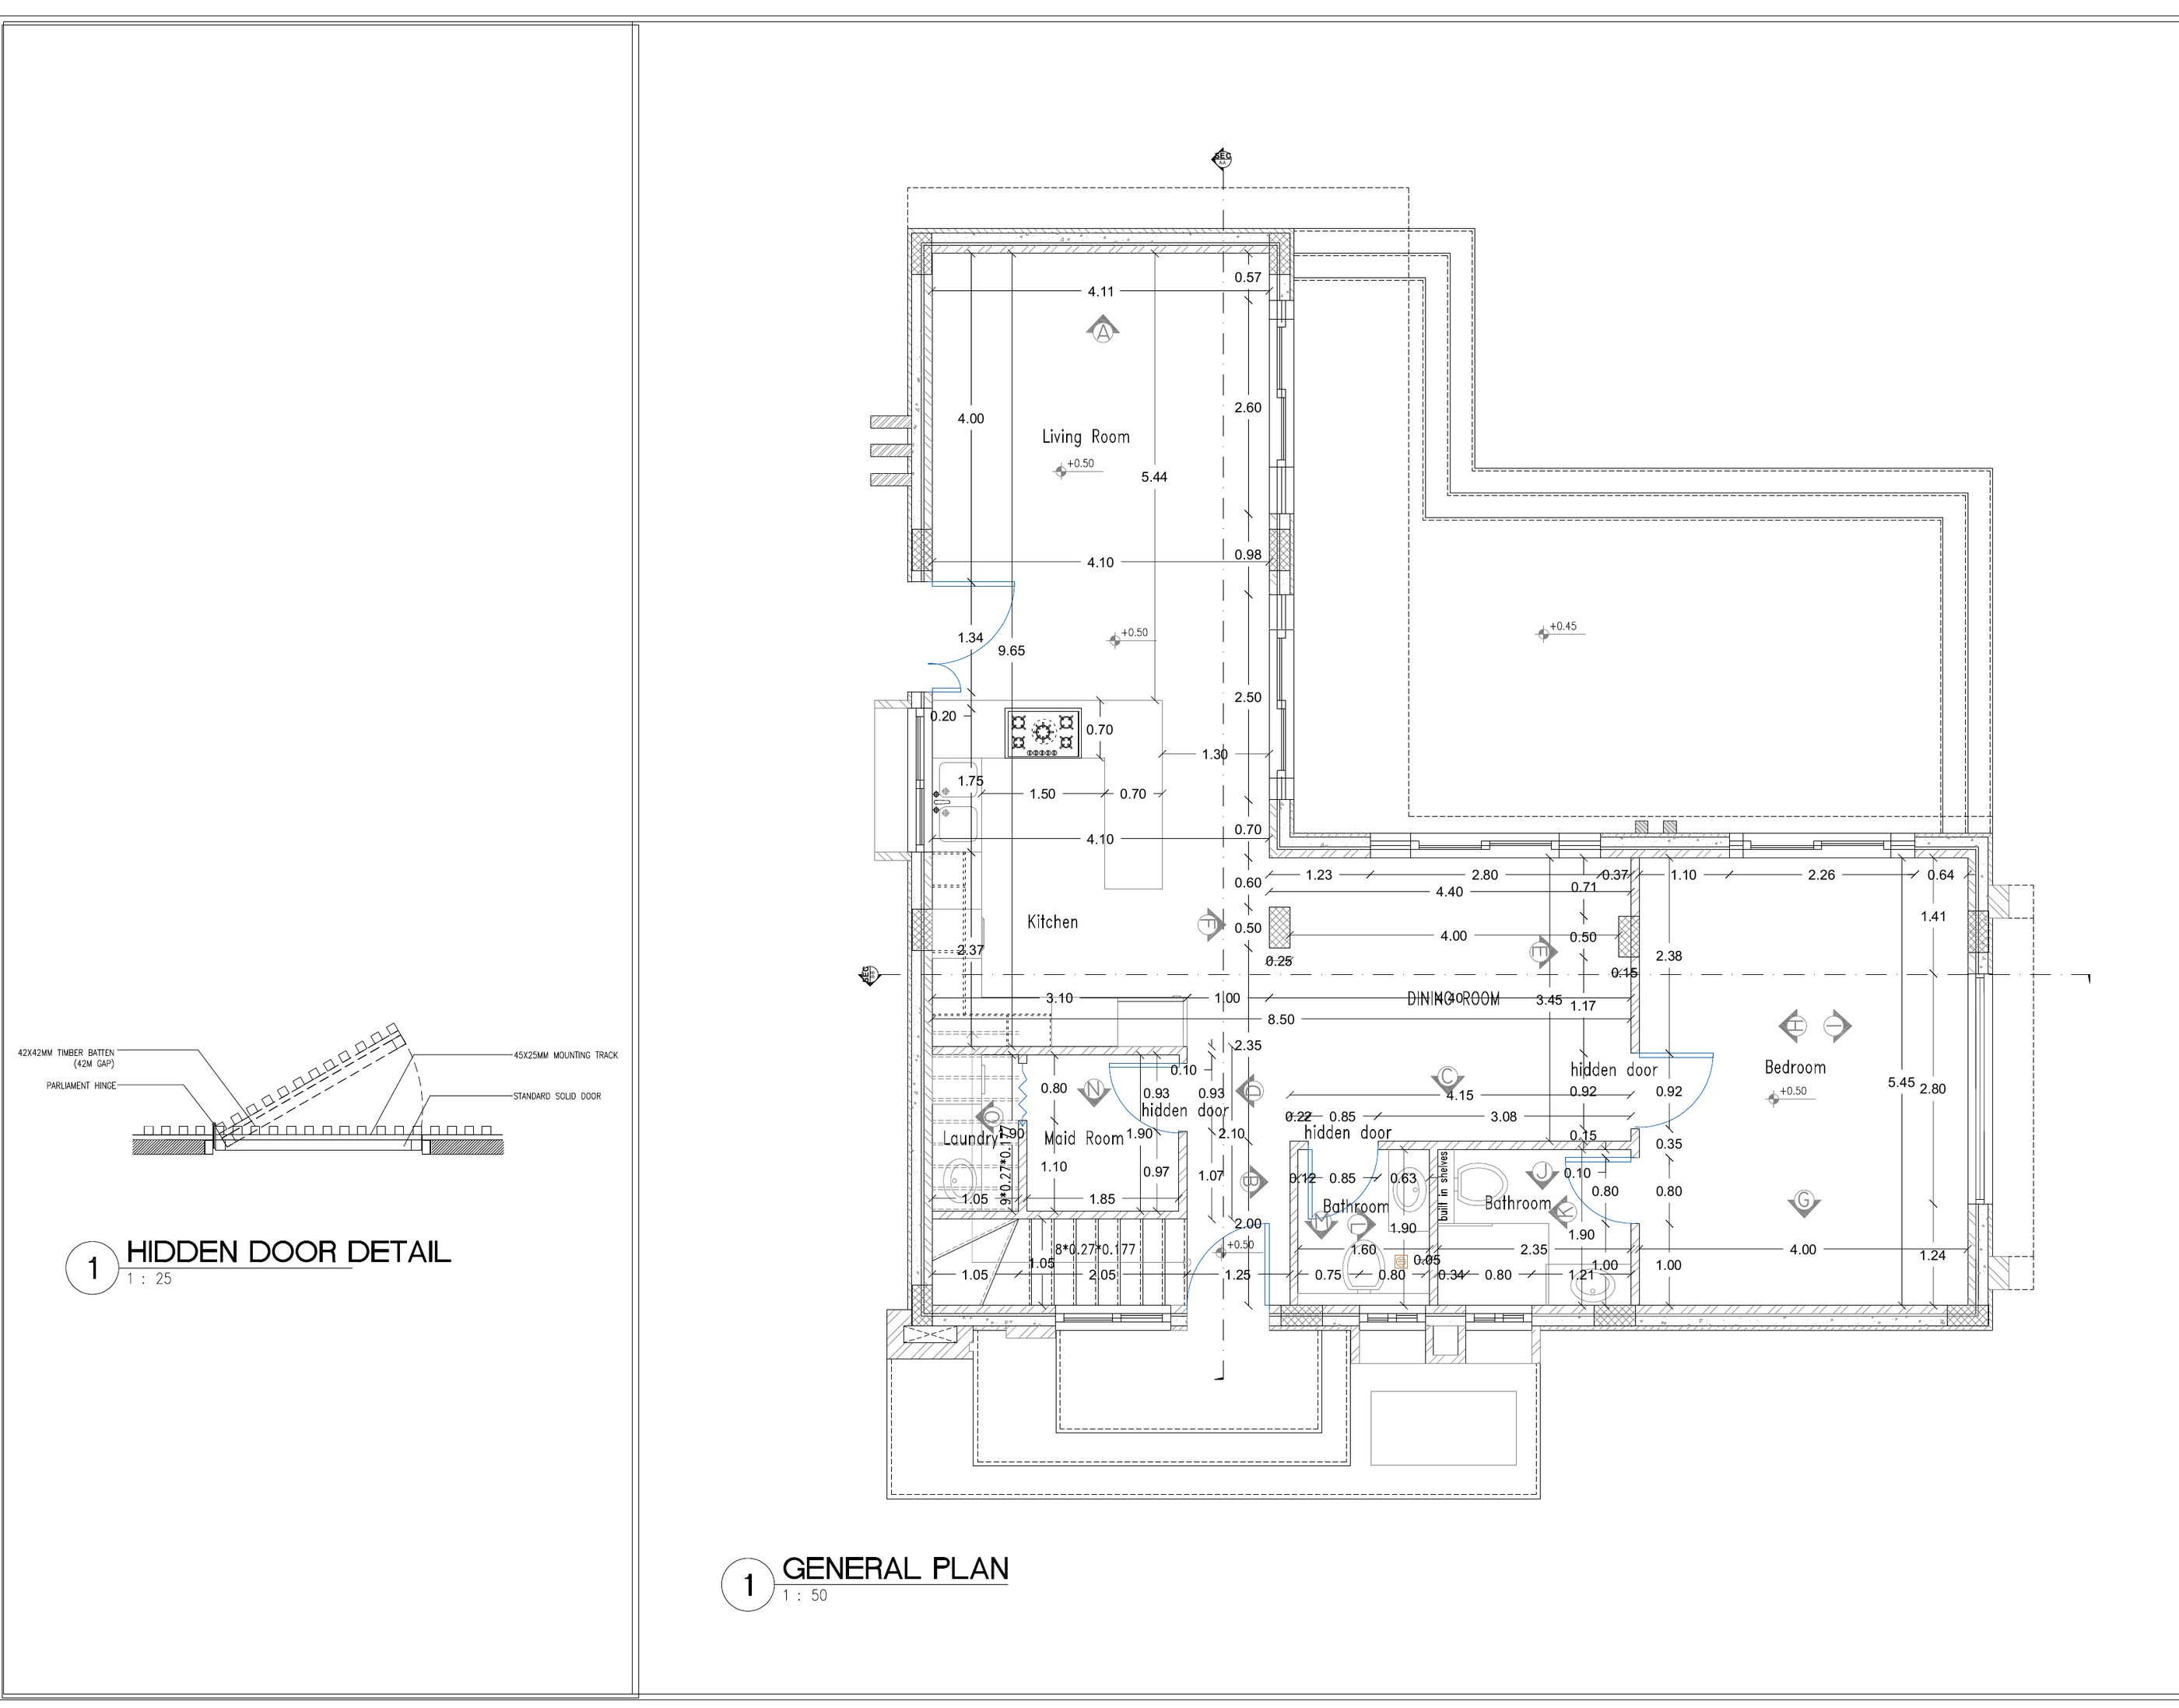 SEC
A-A
0.57
4.11
A
2.60
4.00
Living Room
+0.50
5.44
0.98
4.10
+0.45
+0.50
1.34
9.65
2.50
0.20
0.70
1.30
1.75
1.50
0.70
0.70
4.10
0.60
1.23
2.80
0.37
1.10
2.26
0.64
0.71
4.40
1.41
Kitchen
F
0.50
4.00
0.50
E
2.37
0.25
2.38
0.15
SEC
3.10
1.00
DINING ROOM
4.40
3.45
1.17
8.50
H
I
2.35
42X42MM TIMBER BATTEN
(42M GAP)
45X25MM MOUNTING TRACK
PARLIAMENT HINGE
STANDARD SOLID DOOR
0.10
hidden door
Bedroom
C
5.45
2.80
0.80
N
0.93
0.93
D
4.15
0.92
0.92
+0.50
hidden door
O
0.22
0.85
3.08
Laundry
1.90
Maid Room
1.90
2.10
hidden door
0.15
0.35
1.10
0.97
1.07
B
0.12
0.85
0.63
built in shelves
J
0.10
0.80
0.80
1.05
9*0.27*0.177
1.85
Bathroom
Bathroom
K
G
M
L
2.00
1.90
1.90
8*0.27*0.177
+0.50
1.60
0.05
2.35
4.00
1.24
1.05
1.05
2.05
1.25
0.75
0.80
0.34
0.80
1.21
1.00
1.00
1 HIDDEN DOOR DETAIL
1 : 25
1 GENERAL PLAN
1 : 50